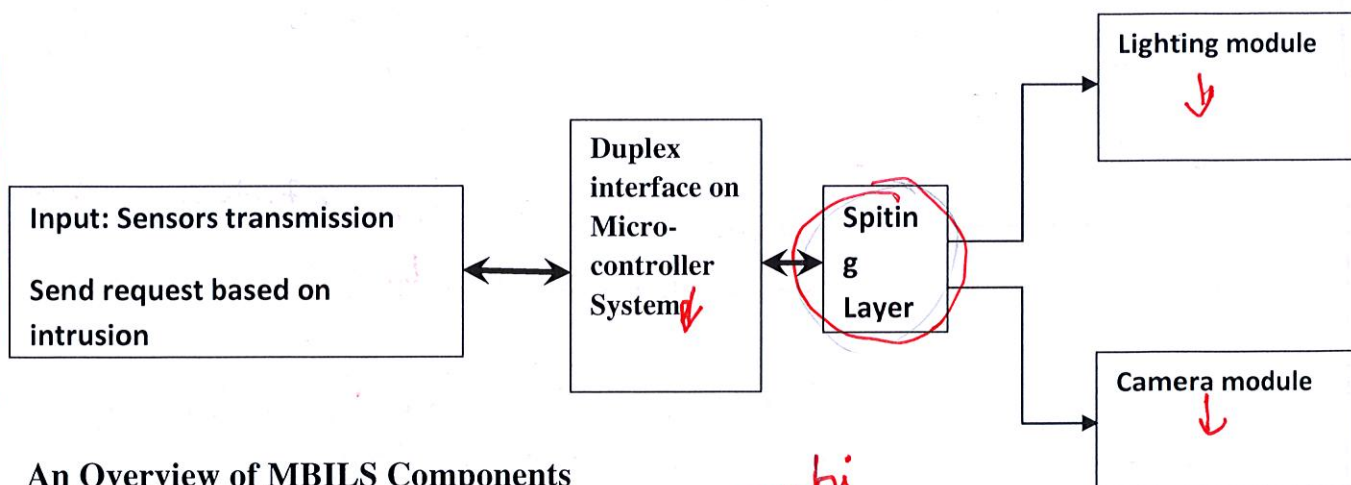 Lighting module
Duplex
interface on
Micro-
controller
System
Input: Sensors transmission
Send request based on
intrusion
Spitin
g
Layer
Camera module
An Overview of MBILS Components
hi